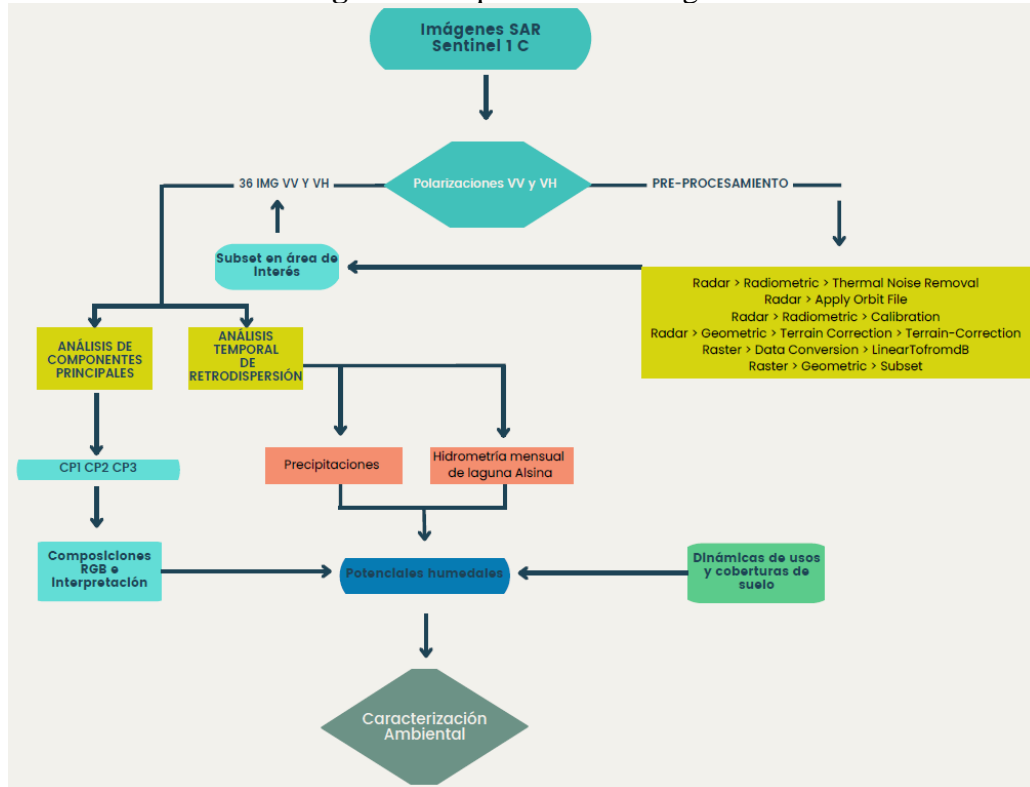 Imágenes SAR
Sentinel 1 C
36 IMG VV Y VH
Polarizaciones VV y VH
PRE-PROCESAMIENTO
Subset en área de
Interés
Radar > Radiometric > Thermal Noise Removal
Radar > Apply Orbit File
Radar > Radiometric > Calibration
Radar > Geometric > Terrain Correction > Terrain-Correction
Raster > Data Conversion > LinearTofromdB
Raster > Geometric > Subset
ANÁLISIS DE
COMPONENTES
PRINCIPALES
ANÁLISIS
TEMPORAL
DE
RETRODISPERSIÓN
CP1 CP2 CP3
Precipitaciones
Hidrometría mensual
de laguna Alsina
Composiciones
RGB e
Interpretación
Potenciales humedales
Dinámicas de usos
y coberturas de
suelo
Caracterización
Ambiental